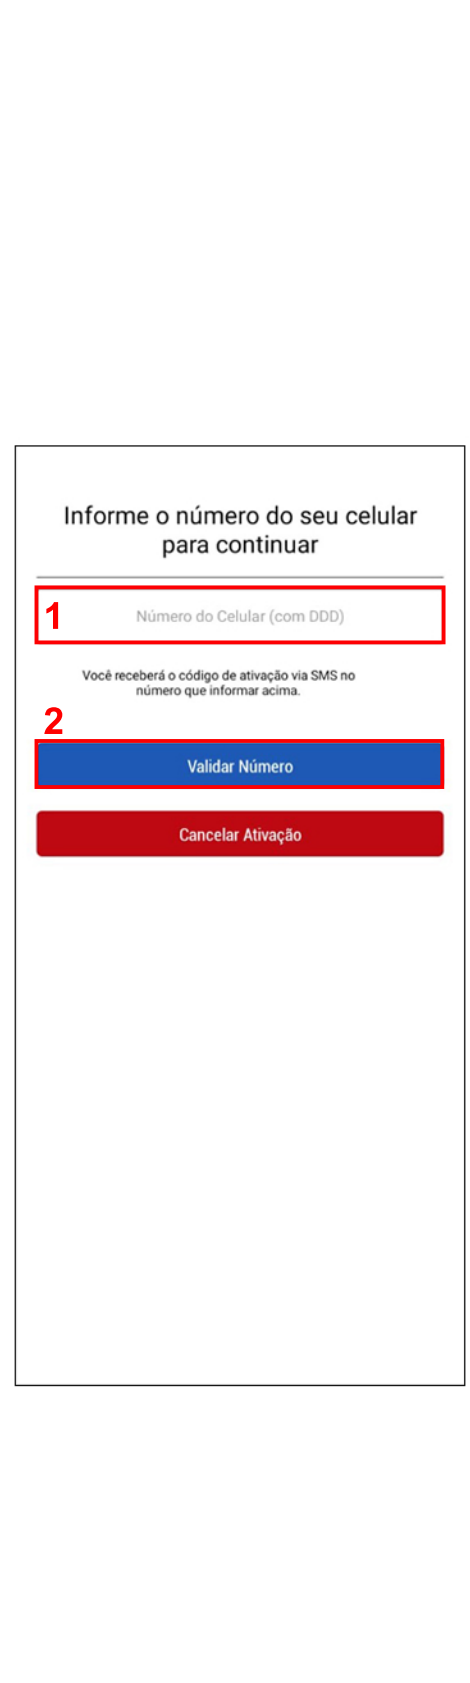 Informe o número do seu celular
para continuar
1
Número do Celular (com DDD)
Você receberá o código de ativação via SMS no
número que informar acima.
2
Validar Número
Cancelar Ativação